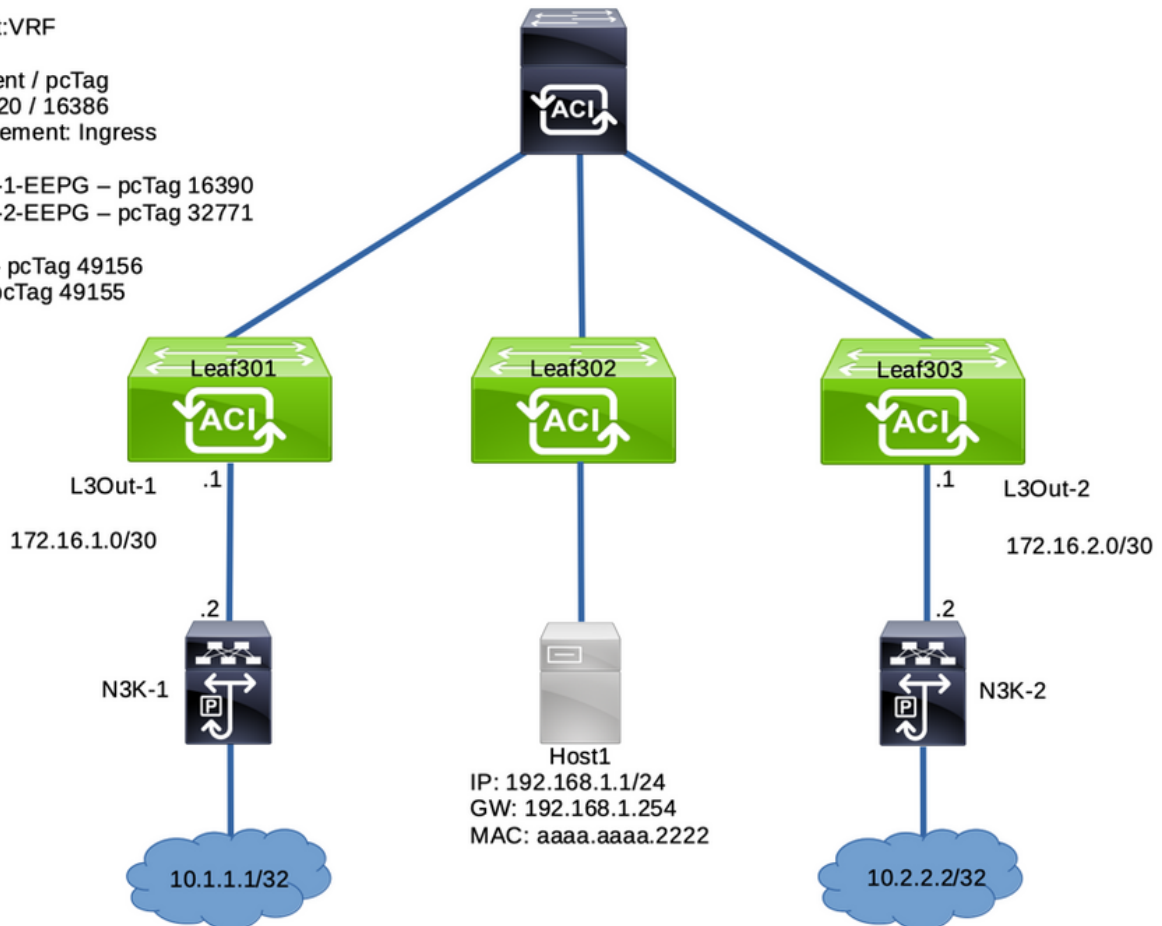 t:VRF
ent / pcTag
20 / 16386
ement: Ingress
-1-EEPG – pcTag 16390
-2-EEPG – pcTag 32771
pcTag 49156
pcTag 49155
ACI
Leaf301
Leaf302
Leaf303
ACI
ACI
ACI
L3Out-1
.1
.1
L3Out-2
172.16.1.0/30
172.16.2.0/30
.2
.2
N3K-1
P
P
N3K-2
Host1
IP: 192.168.1.1/24
GW: 192.168.1.254
MAC: aaaa.aaaa.2222
10.1.1.1/32
10.2.2.2/32